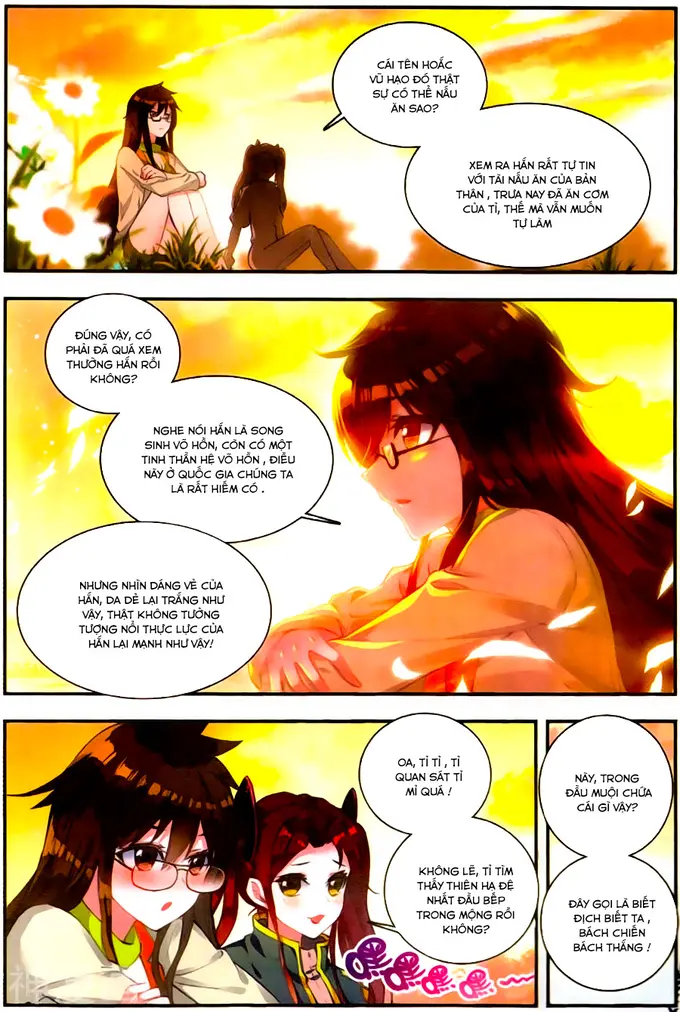 CÁI TÊN HOẮC
VŨ HẠO ĐÓ THẬT
SỰ CÓ THỂ NẤU
ĂN SAO?
XEM RA HẮN RẤT TỰ TIN
VỚI TÀI NẤU ĂN CỦA BẢN
THÂN , TRƯA NAY ĐÃ ĂN CƠM
CỦA TỈ, THẾ MÀ VẪN MUỐN
TỰ LÀM
ĐÚNG VẬY, CÓ
PHẢI ĐÃ QUÁ XEM
THƯỜNG HẮN RỒI
KHÔNG?
NGHE NÓI HẮN LÀ SONG
SINH VÕ HỒN, CÒN CÓ MỘT
TINH THẦN HỆ VÕ HỒN , ĐIỀU
NÀY Ở QUỐC GIA CHÚNG TA
LÀ RẤT HIẾM CÓ .
NHƯNG NHÌN DÁNG VẺ CỦA
HẮN, DA DẺ LẠI TRẮNG NHƯ
VẬY, THẬT KHÔNG TƯỞNG
TƯỢNG NỔI THỰC LỰC CỦA
HẮN LẠI MẠNH NHƯ VẬY!
OA, TỈ TỈ , TỈ
QUAN SÁT TỈ
MỈ QUÁ !
KHÔNG LẼ, TỈ TÌM
THẤY THIÊN HẠ ĐỆ
NHẤT ĐẦU BẾP
TRONG MỘNG RỒI
KHÔNG?
嘿嘿嘿嘿~
NÀY, TRONG
ĐẦU MUỘI CHỨA
CÁI GÌ VẬY?
ĐÂY GỌI LÀ BIẾT
ĐỊCH BIẾT TA ,
BÁCH CHIẾN
BÁCH THẮNG !